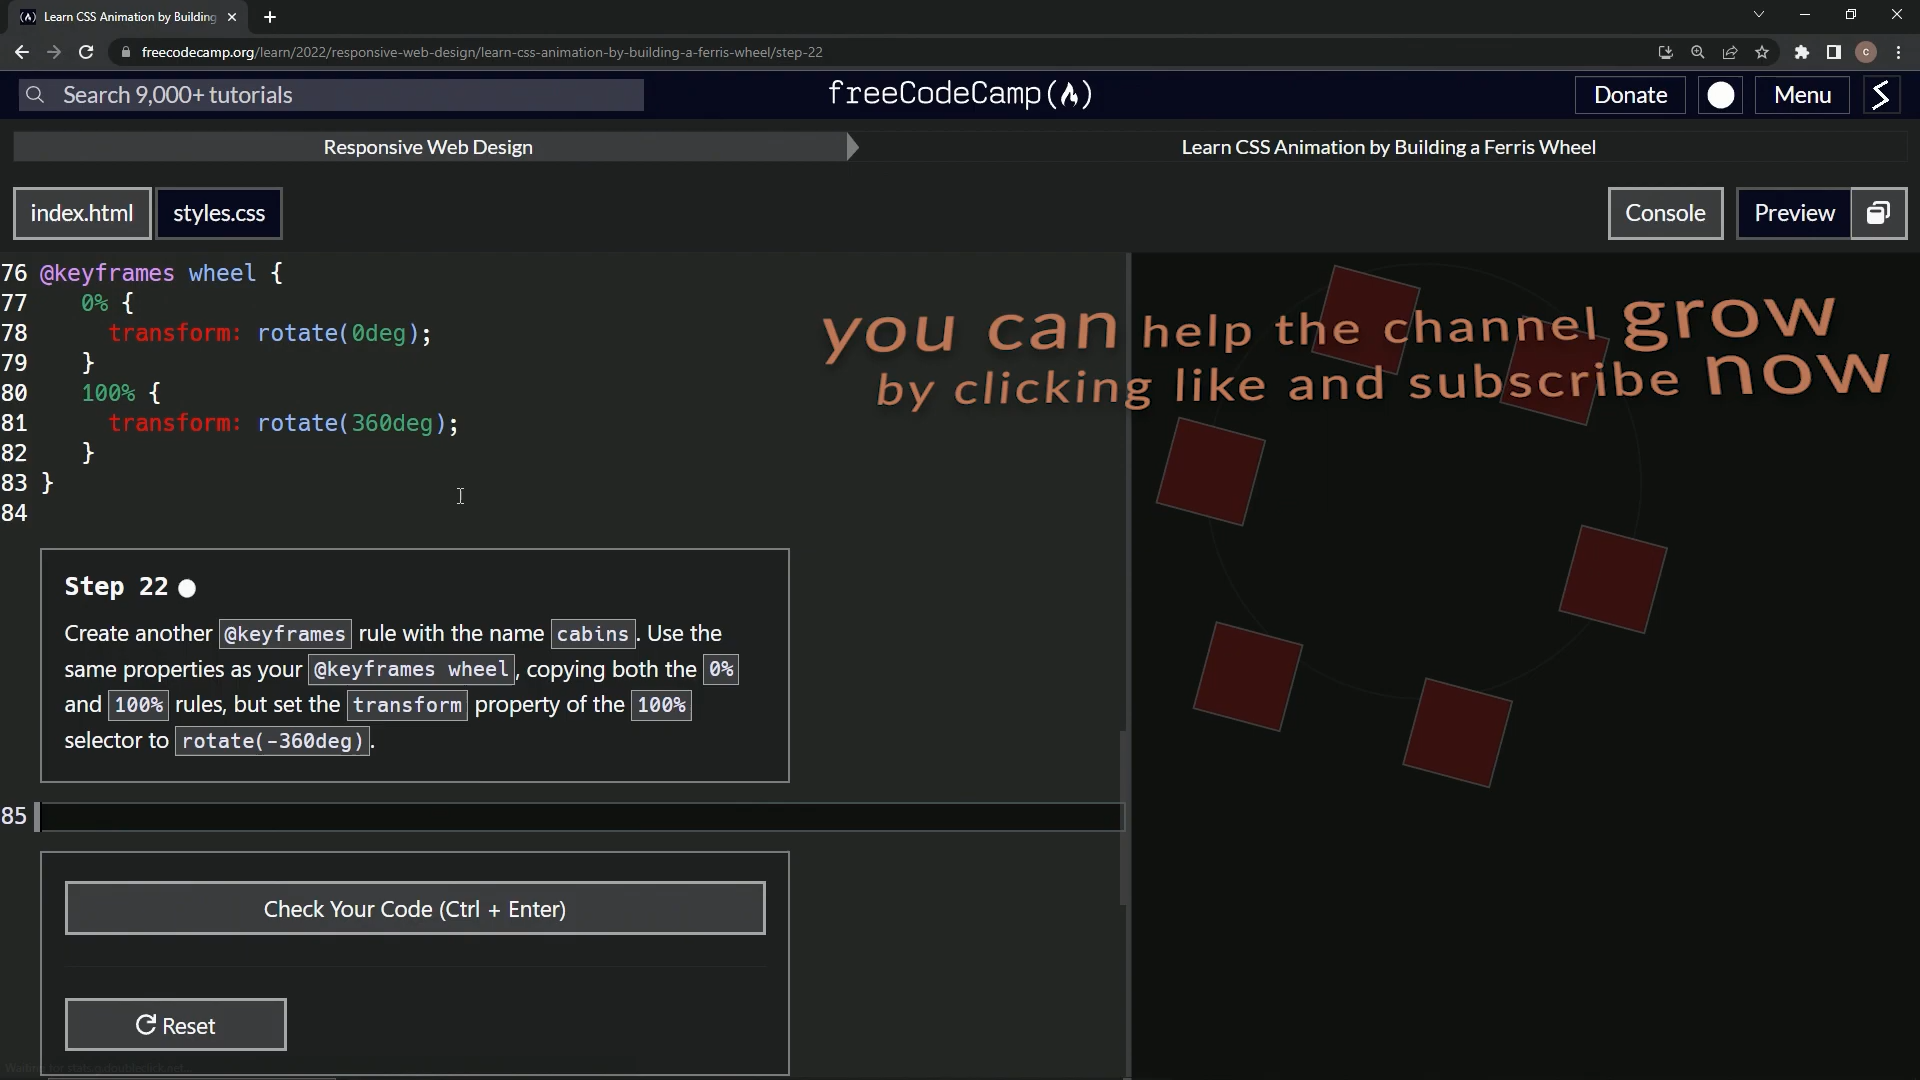 Learn CSS Animation by Building
freecodecamp.org/learn/2022/responsive-web-design/learn-css-animation-by-building-a-ferris-wheel/step-22
C
Search 9,000+ tutorials
freeCodeCamp
Donate
Menu
Responsive Web Design
Learn CSS Animation by Building a Ferris Wheel
index.html
styles.css
Console
Preview
76 @keyframes wheel {
77 0% {
78 transform: rotate(0deg);
79 }
80 100% {
81 transform: rotate(360deg);
82 }
83 }
84
you can help the channel grow
by clicking like and subscribe now
Step 22
Create another @keyframes rule with the name cabins. Use the
same properties as your @keyframes wheel, copying both the 0%
and 100% rules, but set the transform property of the 100%
selector to rotate(-360deg).
85
Check Your Code (Ctrl + Enter)
Reset